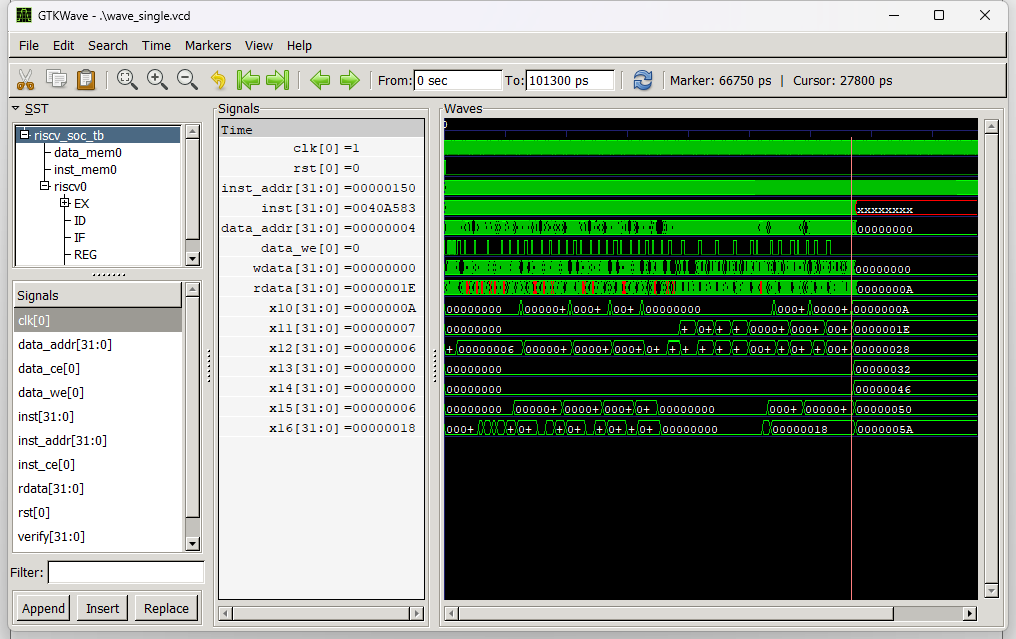 GTKWave - .\wave_single.vcd
File Edit Search Time Markers View Help
From: 0 sec To: 101300 ps Marker: 66750 ps | Cursor: 27800 ps
SST
riscv_soc_tb
data_mem0
inst_mem0
riscv0
EX
ID
IF
REG
Signals
clk[0]
data_addr[31:0]
data_ce[0]
data_we[0]
inst[31:0]
inst_addr[31:0]
inst_ce[0]
rdata[31:0]
rst[0]
verify[31:0]
Filter:
Append Insert Replace
Signals
Time
clk[0] =1
rst[0] =0
inst_addr[31:0] =00000150
inst[31:0] =0040A583
data_addr[31:0] =00000004
data_we[0] =0
wdata[31:0] =00000000
rdata[31:0] =0000001E
x10[31:0] =0000000A
x11[31:0] =00000007
x12[31:0] =00000006
x13[31:0] =00000000
x14[31:0] =00000000
x15[31:0] =00000006
x16[31:0] =00000018
Waves
0
xxxxxxxx
00000000
00000000
0000000A
00000000 00000+ 000+ 00+ 00000000 000+ 0000+ 0000000A
00000000 + 0+ + + 0000+ 000+ 00+ 0000001E
+ 00000006 00000+ 0000+ 000+ 0+ + + + + + 00+ + 0+ + 00+ 00000028
00000000 00000032
00000000 00000046
00000000 00000+ 0000+ 000+ 0+ 00000000 000+ 00000+ 00000050
000+ + 0+ + 0+ + 0+ + 0+ 00000000 00000018 0000005A